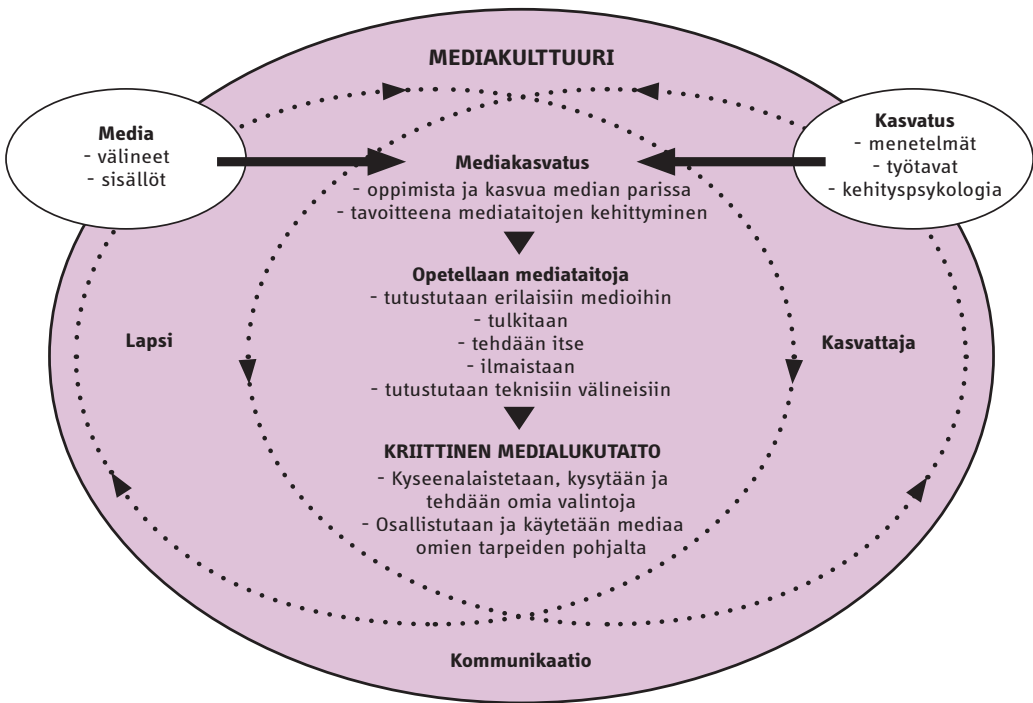 MEDIAKULTTUURI
Media
- välineet
- sisällöt
Kasvatus
- menetelmät
- työtavat
- kehityspsykologia
Mediakasvatus
- oppimista ja kasvua median parissa
- tavoitteena mediataitojen kehittyminen
Opetellaan mediataitoja
- tutustutaan erilaisiin medioihin
- tulkitaan
- tehdään itse
- ilmaistaan
- tutustutaan teknisiin välineisiin
Lapsi
Kasvattaja
KRIITTINEN MEDIALUKUTAITO
- Kyseenalaistetaan, kysytään ja
tehdään omia valintoja
- Osallistutaan ja käytetään mediaa
omien tarpeiden pohjalta
Kommunikaatio